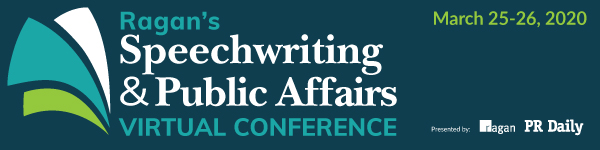 Ragan's
March 25-26, 2020
Speechwriting
& Public Affairs
VIRTUAL CONFERENCE
Presented by: Ragan PR Daily